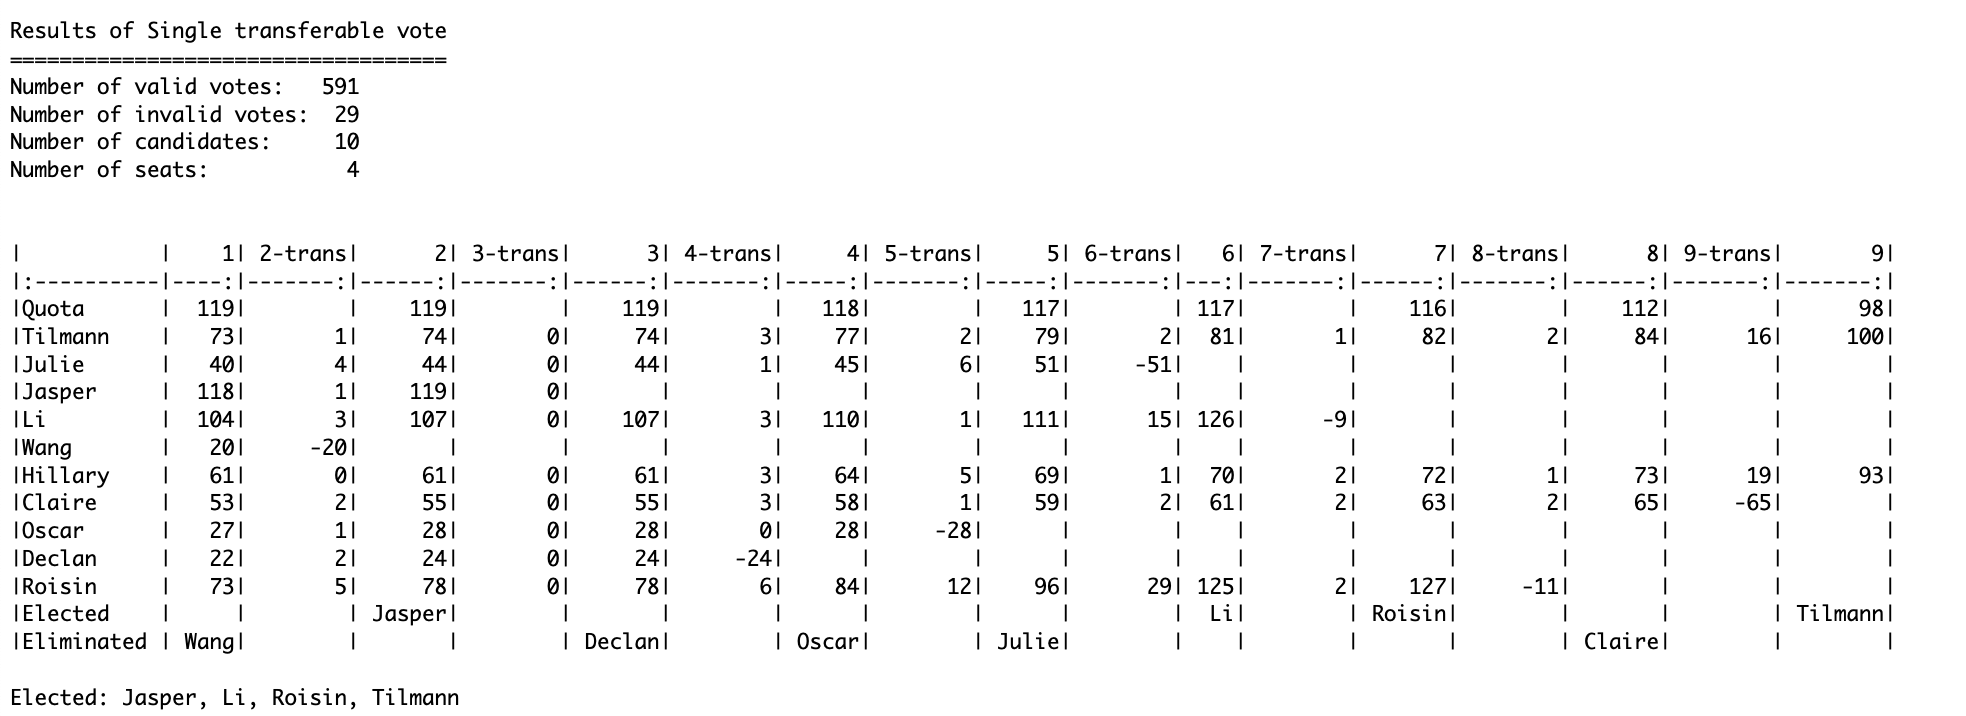 Results of Single transferable vote
===================================
Number of valid votes:   591
Number of invalid votes:  29
Number of candidates:     10
Number of seats:           4
|           |    1| 2-trans|      2| 3-trans|      3| 4-trans|     4| 5-trans|     5| 6-trans|   6| 7-trans|      7| 8-trans|      8| 9-trans|       9|
|:----------|----:|-------:|------:|-------:|------:|-------:|-----:|-------:|-----:|-------:|---:|-------:|------:|-------:|------:|-------:|-------:|
|Quota      |  119|        |    119|        |    119|        |   118|        |   117|        | 117|        |    116|        |    112|        |      98|
|Tilmann    |   73|       1|     74|       0|     74|       3|    77|       2|    79|       2|  81|       1|     82|       2|     84|      16|     100|
|Julie      |   40|       4|     44|       0|     44|       1|    45|       6|    51|     -51|    |        |       |        |       |        |        |
|Jasper     |  118|       1|    119|       0|       |        |      |        |      |        |    |        |       |        |       |        |        |
|Li         |  104|       3|    107|       0|    107|       3|   110|       1|   111|      15| 126|      -9|       |        |       |        |        |
|Wang       |   20|     -20|       |        |       |        |      |        |      |        |    |        |       |        |       |        |        |
|Hillary    |   61|       0|     61|       0|     61|       3|    64|       5|    69|       1|  70|       2|     72|       1|     73|      19|      93|
|Claire     |   53|       2|     55|       0|     55|       3|    58|       1|    59|       2|  61|       2|     63|       2|     65|     -65|        |
|Oscar      |   27|       1|     28|       0|     28|       0|    28|     -28|      |        |    |        |       |        |       |        |        |
|Declan     |   22|       2|     24|       0|     24|     -24|      |        |      |        |    |        |       |        |       |        |        |
|Roisin     |   73|       5|     78|       0|     78|       6|    84|      12|    96|      29| 125|       2|    127|     -11|       |        |        |
|Elected    |     |        | Jasper|        |       |        |      |        |      |        |  Li|        | Roisin|        |       |        | Tilmann|
|Eliminated | Wang|        |       |        | Declan|        | Oscar|        | Julie|        |    |        |       |        | Claire|        |        |
Elected: Jasper, Li, Roisin, Tilmann